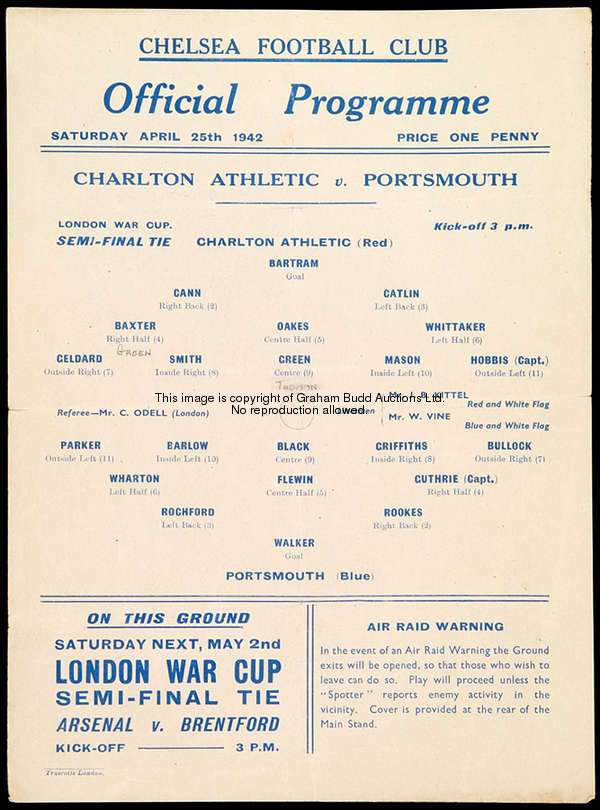 CHELSEA FOOTBALL CLUB
Official Programme
SATURDAY APRIL 25th 1942 PRICE ONE PENNY
CHARLTON ATHLETIC v. PORTSMOUTH
LONDON WAR CUP. Kick-off 3 p.m.
SEMI-FINAL TIE CHARLTON ATHLETIC (Red)
BARTRAM
Goal
CANN CATLIN
Right Back (2) Left Back (3)
BAXTER OAKES WHITTAKER
Right Half (4) Centre Half (5) Left Half (6)
GREEN
CELDARD SMITH GREEN MASON HOBBIS (Capt.)
Outside Right (7) Inside Right (8) Centre (9) Inside Left (10) Outside Left (11)
This image is copyright of Graham Budd Auctions Ltd.
No reproduction allowed
KITTEL Red and White Flag
Referee—Mr. C. ODELL (London) Mr. W. VINE
Blue and White Flag
PARKER BARLOW BLACK GRIFFITHS BULLOCK
Outside Left (11) Inside Left (10) Centre (9) Inside Right (8) Outside Right (7)
WHARTON FLEWIN GUTHRIE (Capt.)
Left Half (6) Centre Half (5) Right Half (4)
ROCHFORD ROOKES
Left Back (3) Right Back (2)
WALKER
Goal
PORTSMOUTH (Blue)
ON THIS GROUND
SATURDAY NEXT, MAY 2nd
LONDON WAR CUP
SEMI-FINAL TIE
ARSENAL v. BRENTFORD
KICK-OFF 3 P.M.
AIR RAID WARNING
In the event of an Air Raid Warning the Ground
exits will be opened, so that those who wish to
leave can do so. Play will proceed unless the
"Spotter" reports enemy activity in the
vicinity. Cover is provided at the rear of the
Main Stand.
Truscotts London.